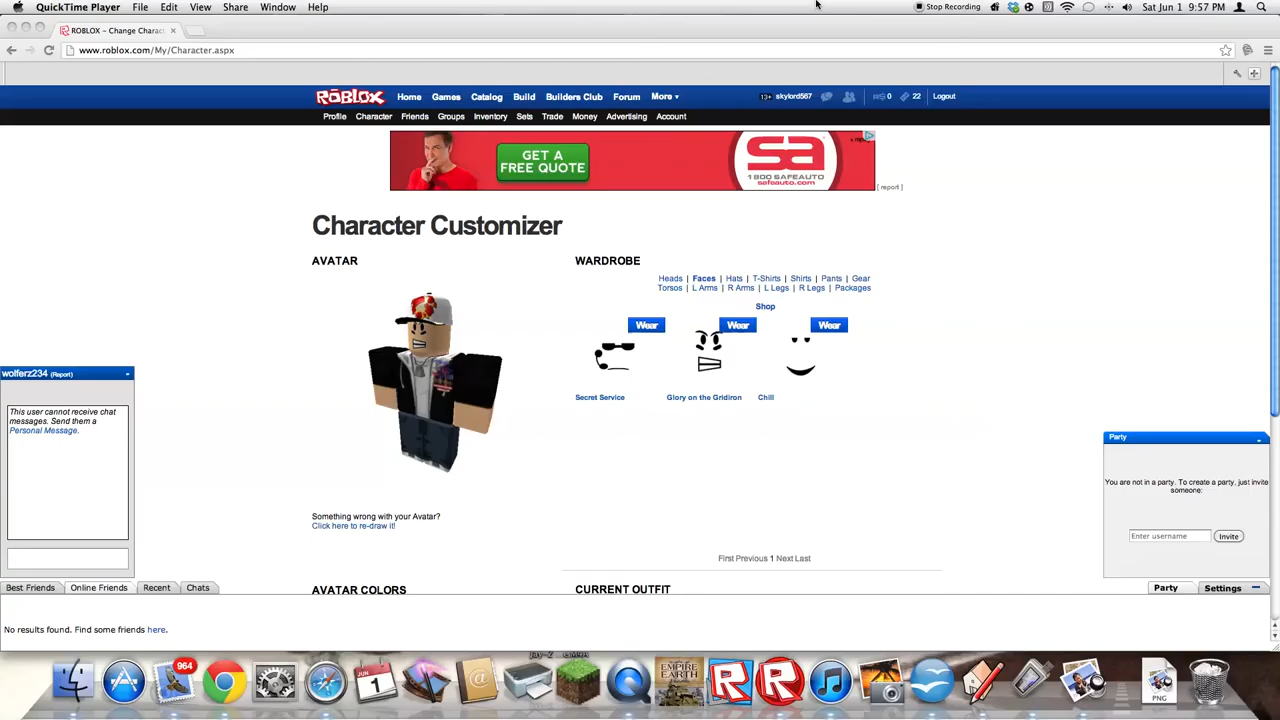 QuickTime Player File Edit View Share Window Help
Stop Recording Sat Jun 1 9:57 PM
ROBLOX - Change Charac
www.roblox.com/My/Character.aspx
ROBLOX Home Games Catalog Build Builders Club Forum More
13+ skylord567 R$ 0 22 Logout
Profile Character Friends Groups Inventory Sets Trade Money Advertising Account
GET A
FREE QUOTE
sa
1 800 SAFEAUTO
safeauto.com
[ report ]
Character Customizer
AVATAR
WARDROBE
Heads | Faces | Hats | T-Shirts | Shirts | Pants | Gear
Torsos | L Arms | R Arms | L Legs | R Legs | Packages
Shop
Wear Wear Wear
Secret Service Glory on the Gridiron Chill
Something wrong with your Avatar?
Click here to re-draw it!
First Previous 1 Next Last
AVATAR COLORS
CURRENT OUTFIT
wolferz234 (Report)
This user cannot receive chat
messages. Send them a
Personal Message.
Party
You are not in a party. To create a party, just invite
someone:
Enter username Invite
Best Friends Online Friends Recent Chats
Party Settings
No results found. Find some friends here.
964
JUN
1
EMPIRE
EARTH
PNG